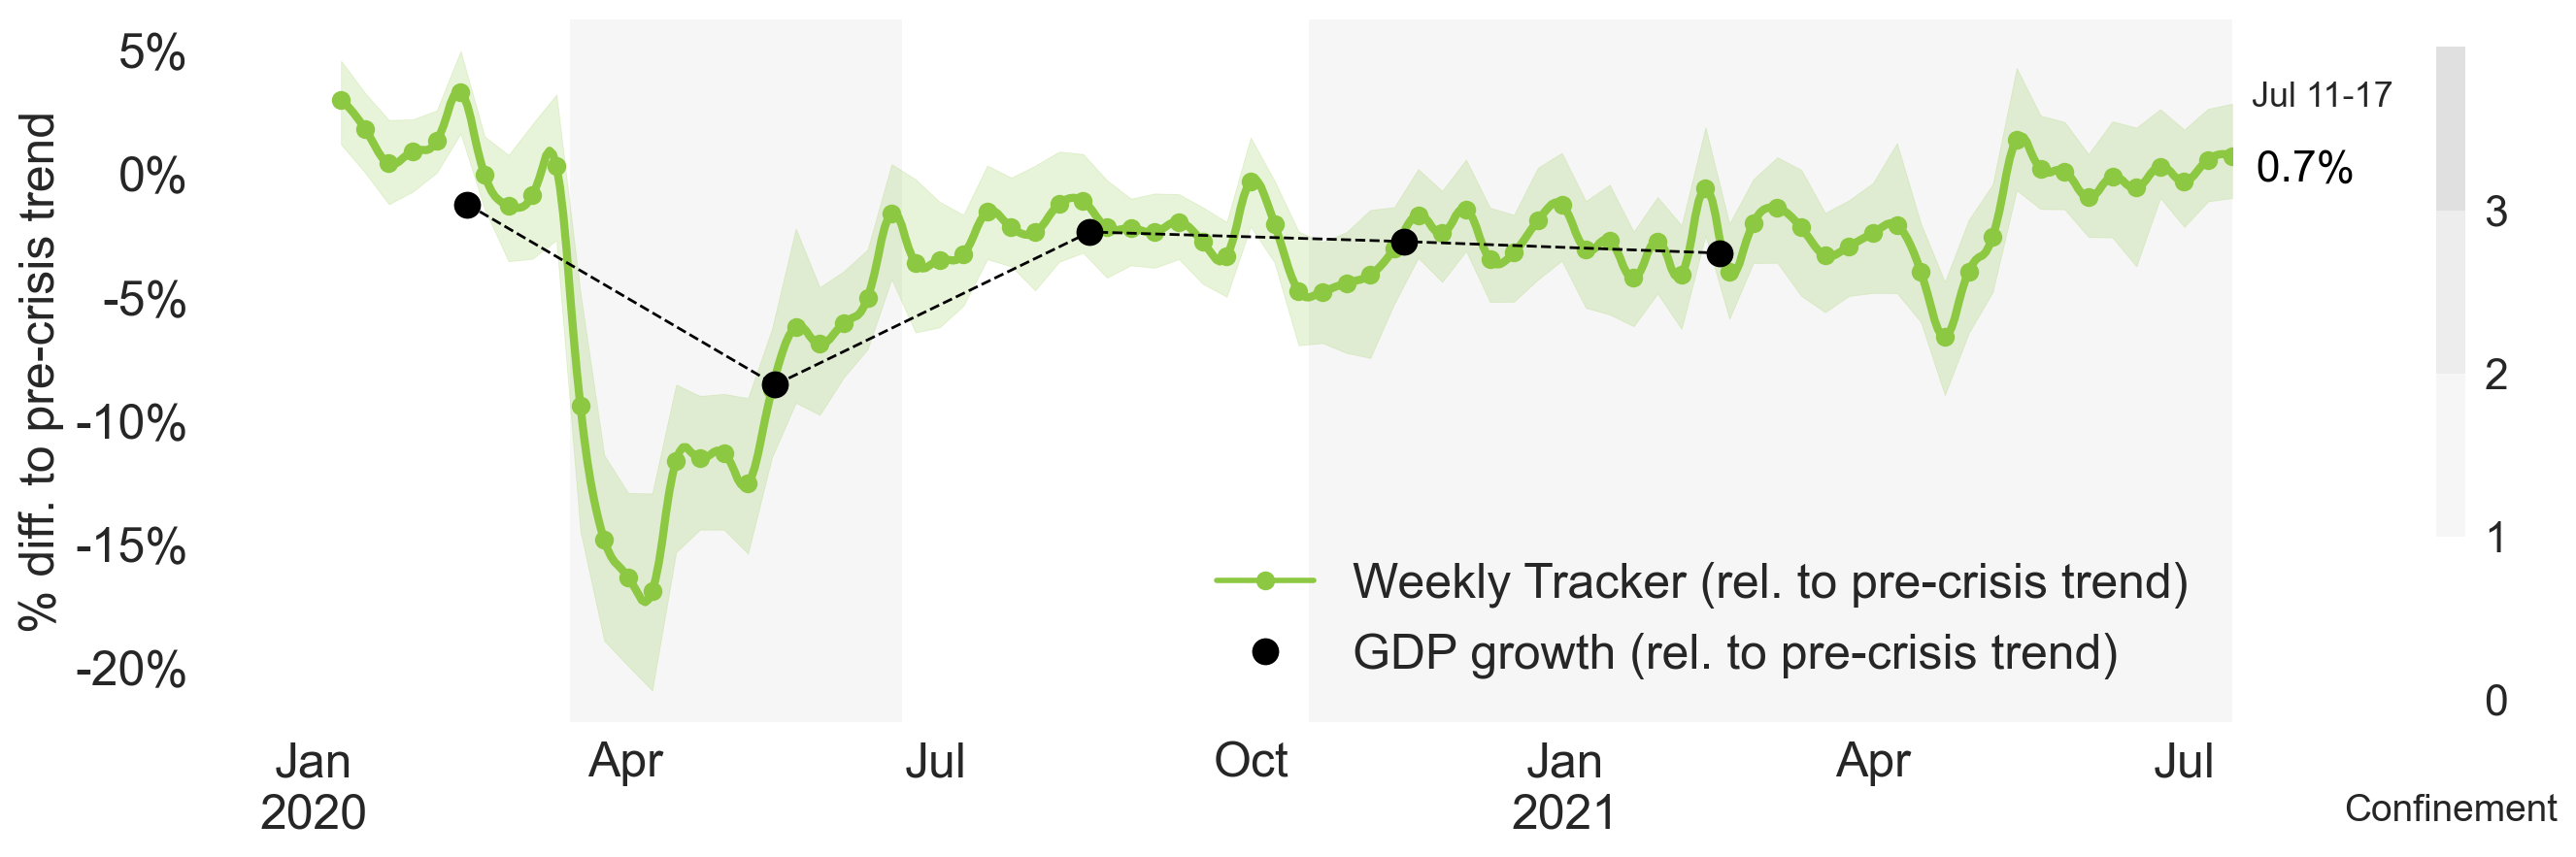 % diff. to pre-crisis trend
5%
0%
-5%
-10%
-15%
-20%
Jan
2020
Apr
Jul
Oct
Jan
2021
Apr
Jul
Weekly Tracker (rel. to pre-crisis trend)
GDP growth (rel. to pre-crisis trend)
Jul 11-17
0.7%
3
2
1
0
Confinement